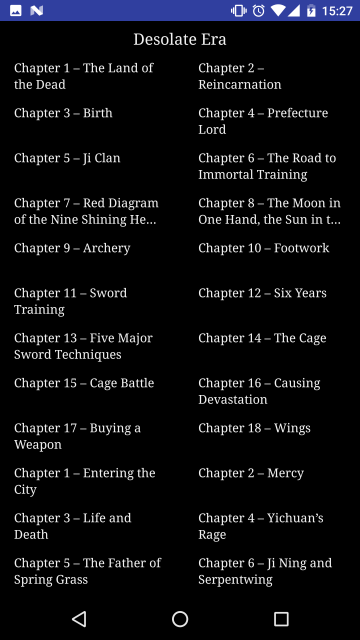 15:27
Desolate Era
Chapter 1 – The Land of
the Dead
Chapter 2 –
Reincarnation
Chapter 3 – Birth
Chapter 4 – Prefecture
Lord
Chapter 5 – Ji Clan
Chapter 6 – The Road to
Immortal Training
Chapter 7 – Red Diagram
of the Nine Shining He...
Chapter 8 – The Moon in
One Hand, the Sun in t...
Chapter 9 – Archery
Chapter 10 – Footwork
Chapter 11 – Sword
Training
Chapter 12 – Six Years
Chapter 13 – Five Major
Sword Techniques
Chapter 14 – The Cage
Chapter 15 – Cage Battle
Chapter 16 – Causing
Devastation
Chapter 17 – Buying a
Weapon
Chapter 18 – Wings
Chapter 1 – Entering the
City
Chapter 2 – Mercy
Chapter 3 – Life and
Death
Chapter 4 – Yichuan’s
Rage
Chapter 5 – The Father of
Spring Grass
Chapter 6 – Ji Ning and
Serpentwing